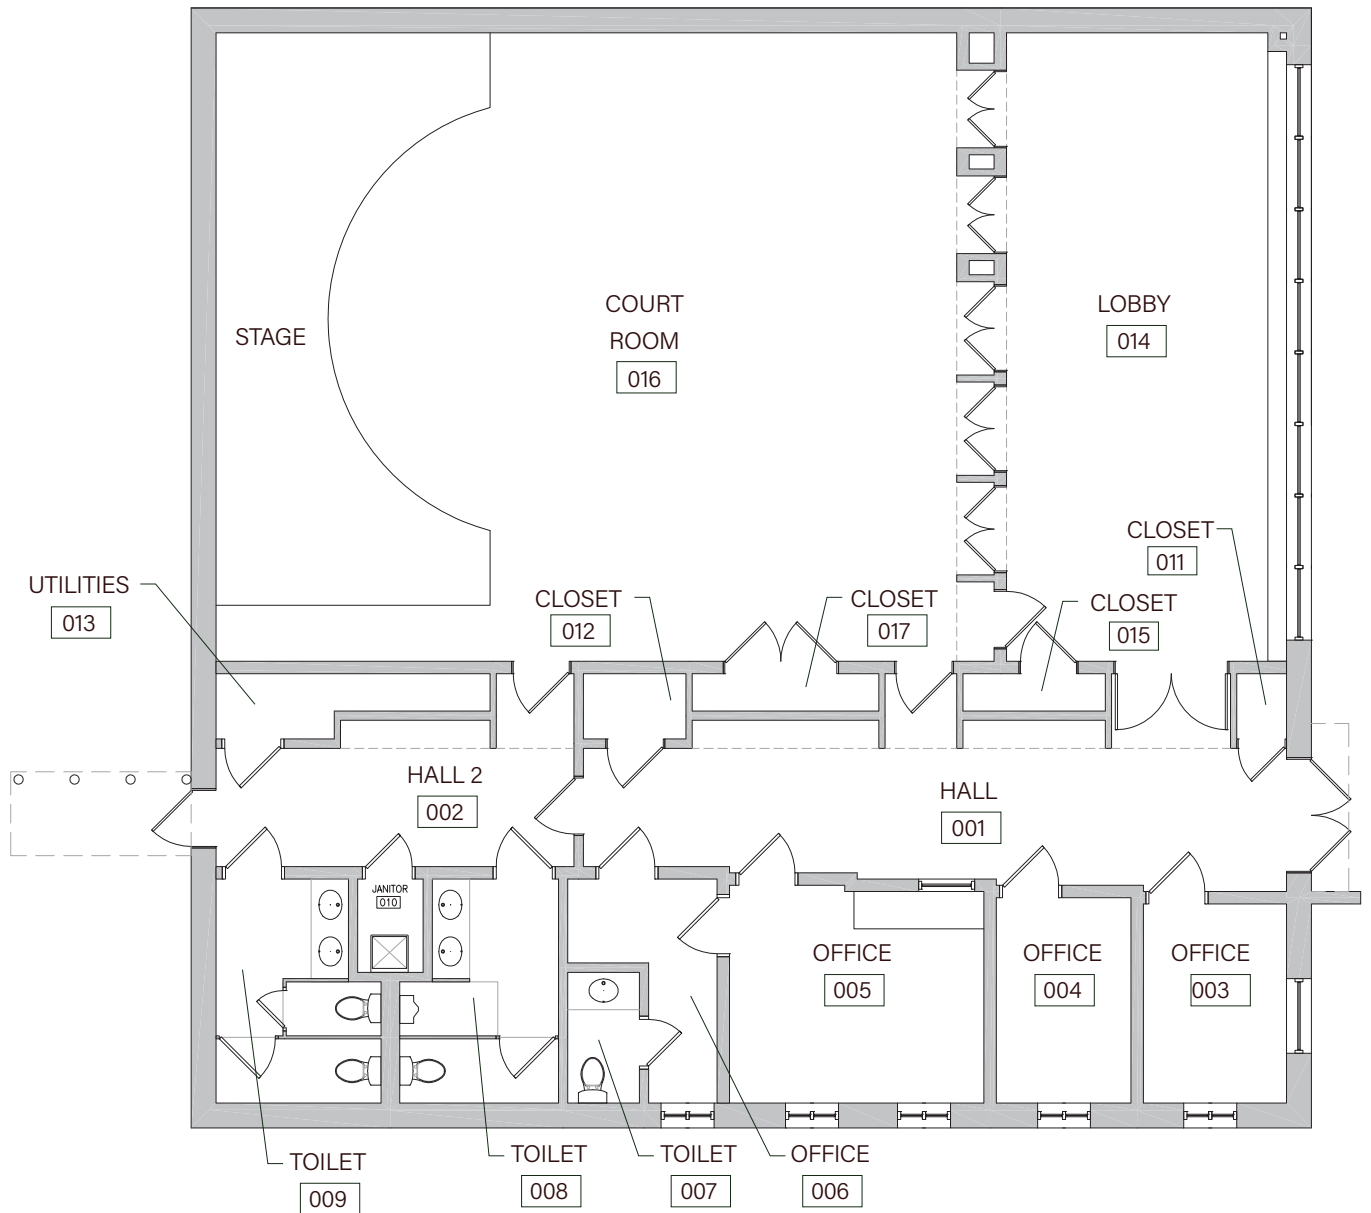 STAGE
COURT
ROOM
016
LOBBY
014
CLOSET
011
UTILITIES
013
CLOSET
012
CLOSET
017
CLOSET
015
HALL 2
002
HALL
001
JANITOR
010
OFFICE
005
OFFICE
004
OFFICE
003
TOILET
009
TOILET
008
TOILET
007
OFFICE
006